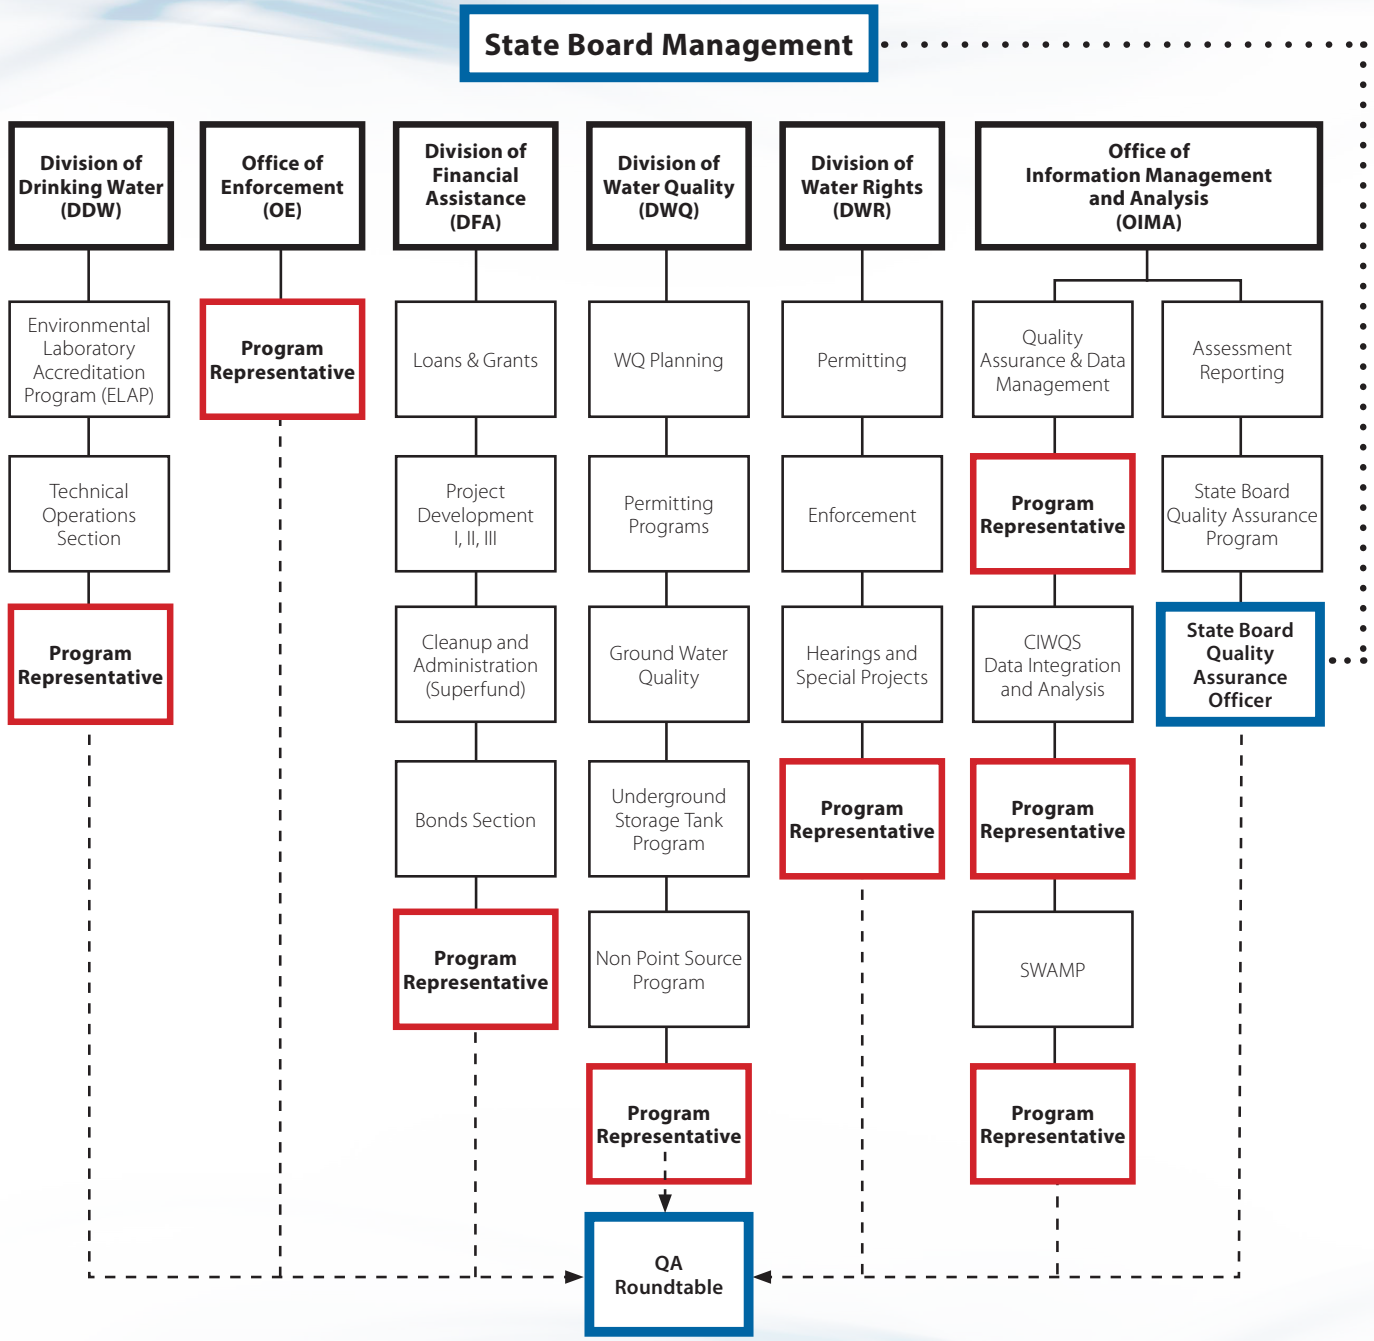 State Board Management
Division of
Drinking Water
(DDW)
Environmental
Laboratory
Accreditation
Program (ELAP)
Technical
Operations
Section
Program
Representative
Office of
Enforcement
(OE)
Program
Representative
Division of
Financial
Assistance
(DFA)
Loans & Grants
Project
Development
I, II, III
Cleanup and
Administration
(Superfund)
Bonds Section
Program
Representative
Division of
Water Quality
(DWQ)
WQ Planning
Permitting
Programs
Ground Water
Quality
Underground
Storage Tank
Program
Non Point Source
Program
Program
Representative
Division of
Water Rights
(DWR)
Permitting
Enforcement
Hearings and
Special Projects
Program
Representative
Office of
Information Management
and Analysis
(OIMA)
Quality
Assurance & Data
Management
Program
Representative
CIWQS
Data Integration
and Analysis
Program
Representative
SWAMP
Program
Representative
Assessment
Reporting
State Board
Quality Assurance
Program
State Board
Quality
Assurance
Officer
QA
Roundtable